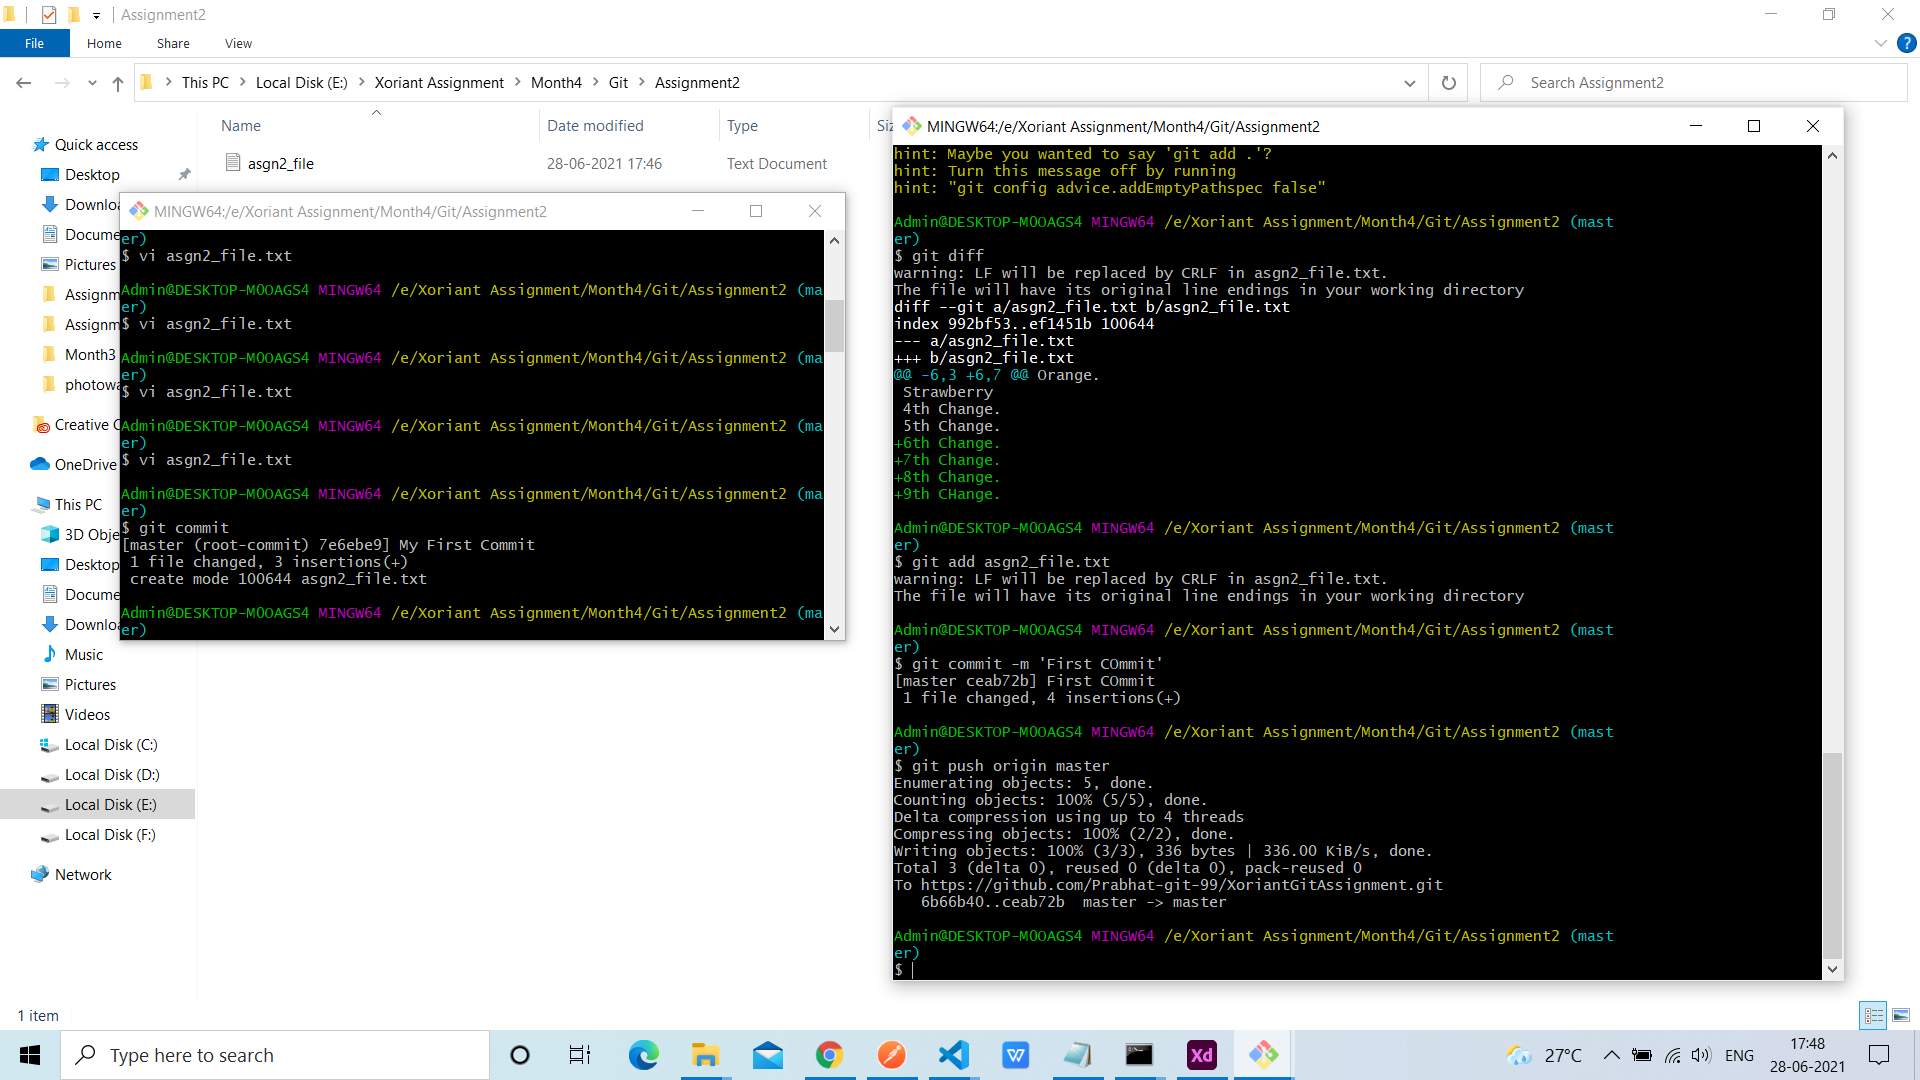 Assignment2
File Home Share View
This PC > Local Disk (E:) > Xoriant Assignment > Month4 > Git > Assignment2
Search Assignment2
Name Date modified Type
asgn2_file 28-06-2021 17:46 Text Document
Quick access
Desktop
Downlo
Docume
Pictures
Assignm
Assignm
Month3
photowa
Creative C
OneDrive
This PC
3D Obje
Desktop
Docume
Downlo
Music
Pictures
Videos
Local Disk (C:)
Local Disk (D:)
Local Disk (E:)
Local Disk (F:)
Network
1 item
MINGW64:/e/Xoriant Assignment/Month4/Git/Assignment2
er)
$ vi asgn2_file.txt
Admin@DESKTOP-M0OAGS4 MINGW64 /e/Xoriant Assignment/Month4/Git/Assignment2 (ma
er)
$ vi asgn2_file.txt
Admin@DESKTOP-M0OAGS4 MINGW64 /e/Xoriant Assignment/Month4/Git/Assignment2 (ma
er)
$ vi asgn2_file.txt
Admin@DESKTOP-M0OAGS4 MINGW64 /e/Xoriant Assignment/Month4/Git/Assignment2 (ma
er)
$ vi asgn2_file.txt
Admin@DESKTOP-M0OAGS4 MINGW64 /e/Xoriant Assignment/Month4/Git/Assignment2 (ma
er)
$ git commit
[master (root-commit) 7e6ebe9] My First Commit
1 file changed, 3 insertions(+)
create mode 100644 asgn2_file.txt
Admin@DESKTOP-M0OAGS4 MINGW64 /e/Xoriant Assignment/Month4/Git/Assignment2 (ma
er)
MINGW64:/e/Xoriant Assignment/Month4/Git/Assignment2
hint: Maybe you wanted to say 'git add .'?
hint: Turn this message off by running
hint: "git config advice.addEmptyPathspec false"
Admin@DESKTOP-M0OAGS4 MINGW64 /e/Xoriant Assignment/Month4/Git/Assignment2 (mast
er)
$ git diff
warning: LF will be replaced by CRLF in asgn2_file.txt.
The file will have its original line endings in your working directory
diff --git a/asgn2_file.txt b/asgn2_file.txt
index 992bf53..ef1451b 100644
--- a/asgn2_file.txt
+++ b/asgn2_file.txt
@@ -6,3 +6,7 @@ Orange.
Strawberry
4th Change.
5th Change.
+6th Change.
+7th Change.
+8th Change.
+9th CHange.
Admin@DESKTOP-M0OAGS4 MINGW64 /e/Xoriant Assignment/Month4/Git/Assignment2 (mast
er)
$ git add asgn2_file.txt
warning: LF will be replaced by CRLF in asgn2_file.txt.
The file will have its original line endings in your working directory
Admin@DESKTOP-M0OAGS4 MINGW64 /e/Xoriant Assignment/Month4/Git/Assignment2 (mast
er)
$ git commit -m 'First COmmit'
[master ceab72b] First COmmit
1 file changed, 4 insertions(+)
Admin@DESKTOP-M0OAGS4 MINGW64 /e/Xoriant Assignment/Month4/Git/Assignment2 (mast
er)
$ git push origin master
Enumerating objects: 5, done.
Counting objects: 100% (5/5), done.
Delta compression using up to 4 threads
Compressing objects: 100% (2/2), done.
Writing objects: 100% (3/3), 336 bytes | 336.00 KiB/s, done.
Total 3 (delta 0), reused 0 (delta 0), pack-reused 0
To https://github.com/Prabhat-git-99/XoriantGitAssignment.git
6b66b40..ceab72b master -> master
Admin@DESKTOP-M0OAGS4 MINGW64 /e/Xoriant Assignment/Month4/Git/Assignment2 (mast
er)
$
Type here to search
Xd
27°C
ENG
17:48
28-06-2021